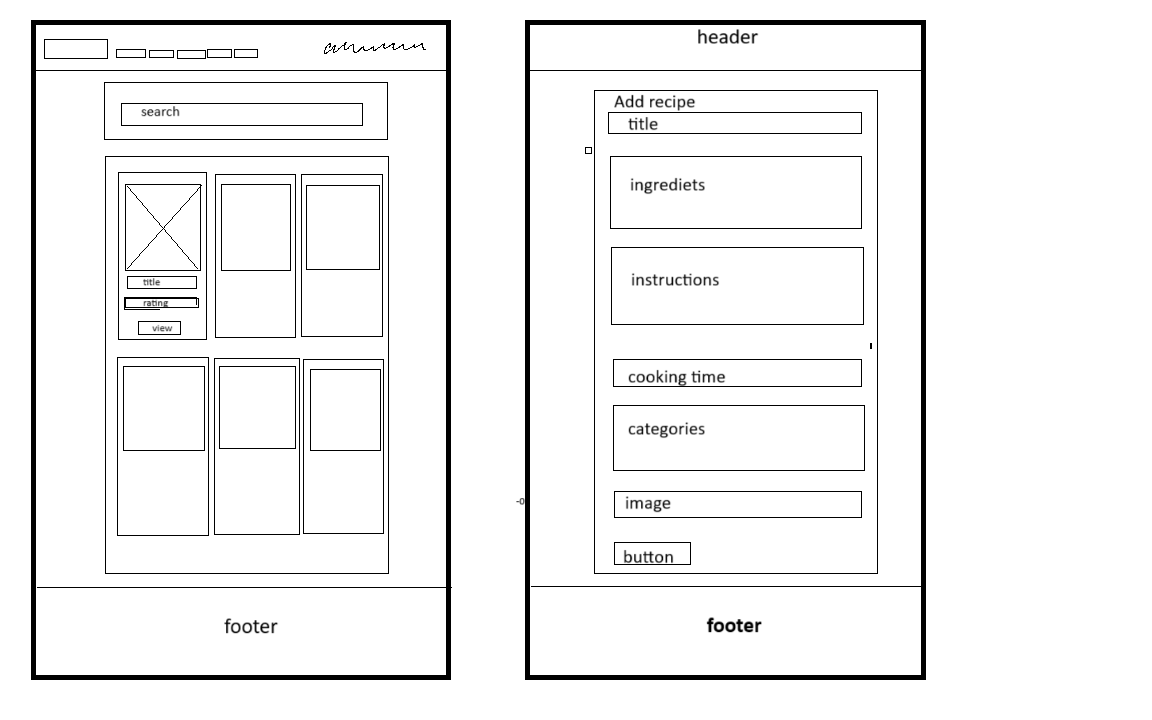 search
title
rating
view
footer
header
Add recipe
title
ingrediets
instructions
cooking time
categories
image
button
footer